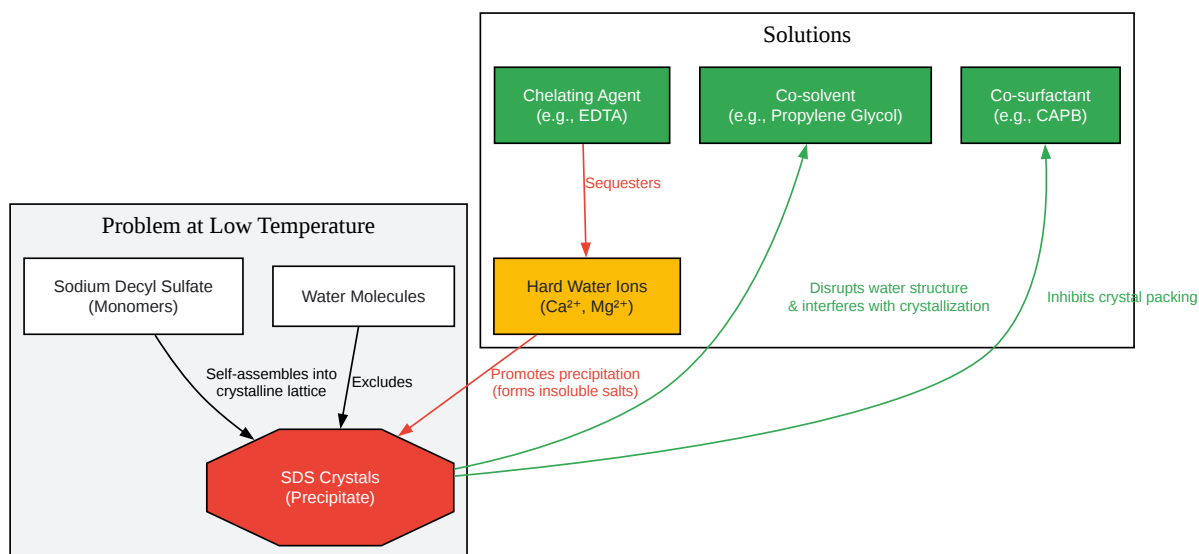 Solutions
Chelating Agent
(e.g., EDTA)
Co-solvent
(e.g., Propylene Glycol)
Co-surfactant
(e.g., CAPB)
Sequesters
Problem at Low Temperature
Sodium Decyl Sulfate
(Monomers)
Water Molecules
Hard Water Ions
(Ca²⁺, Mg²⁺)
Disrupts water structure
& interferes with crystallization
Inhibits crystal packing
Self-assembles into
crystalline lattice
Excludes
Promotes precipitation
(forms insoluble salts)
SDS Crystals
(Precipitate)